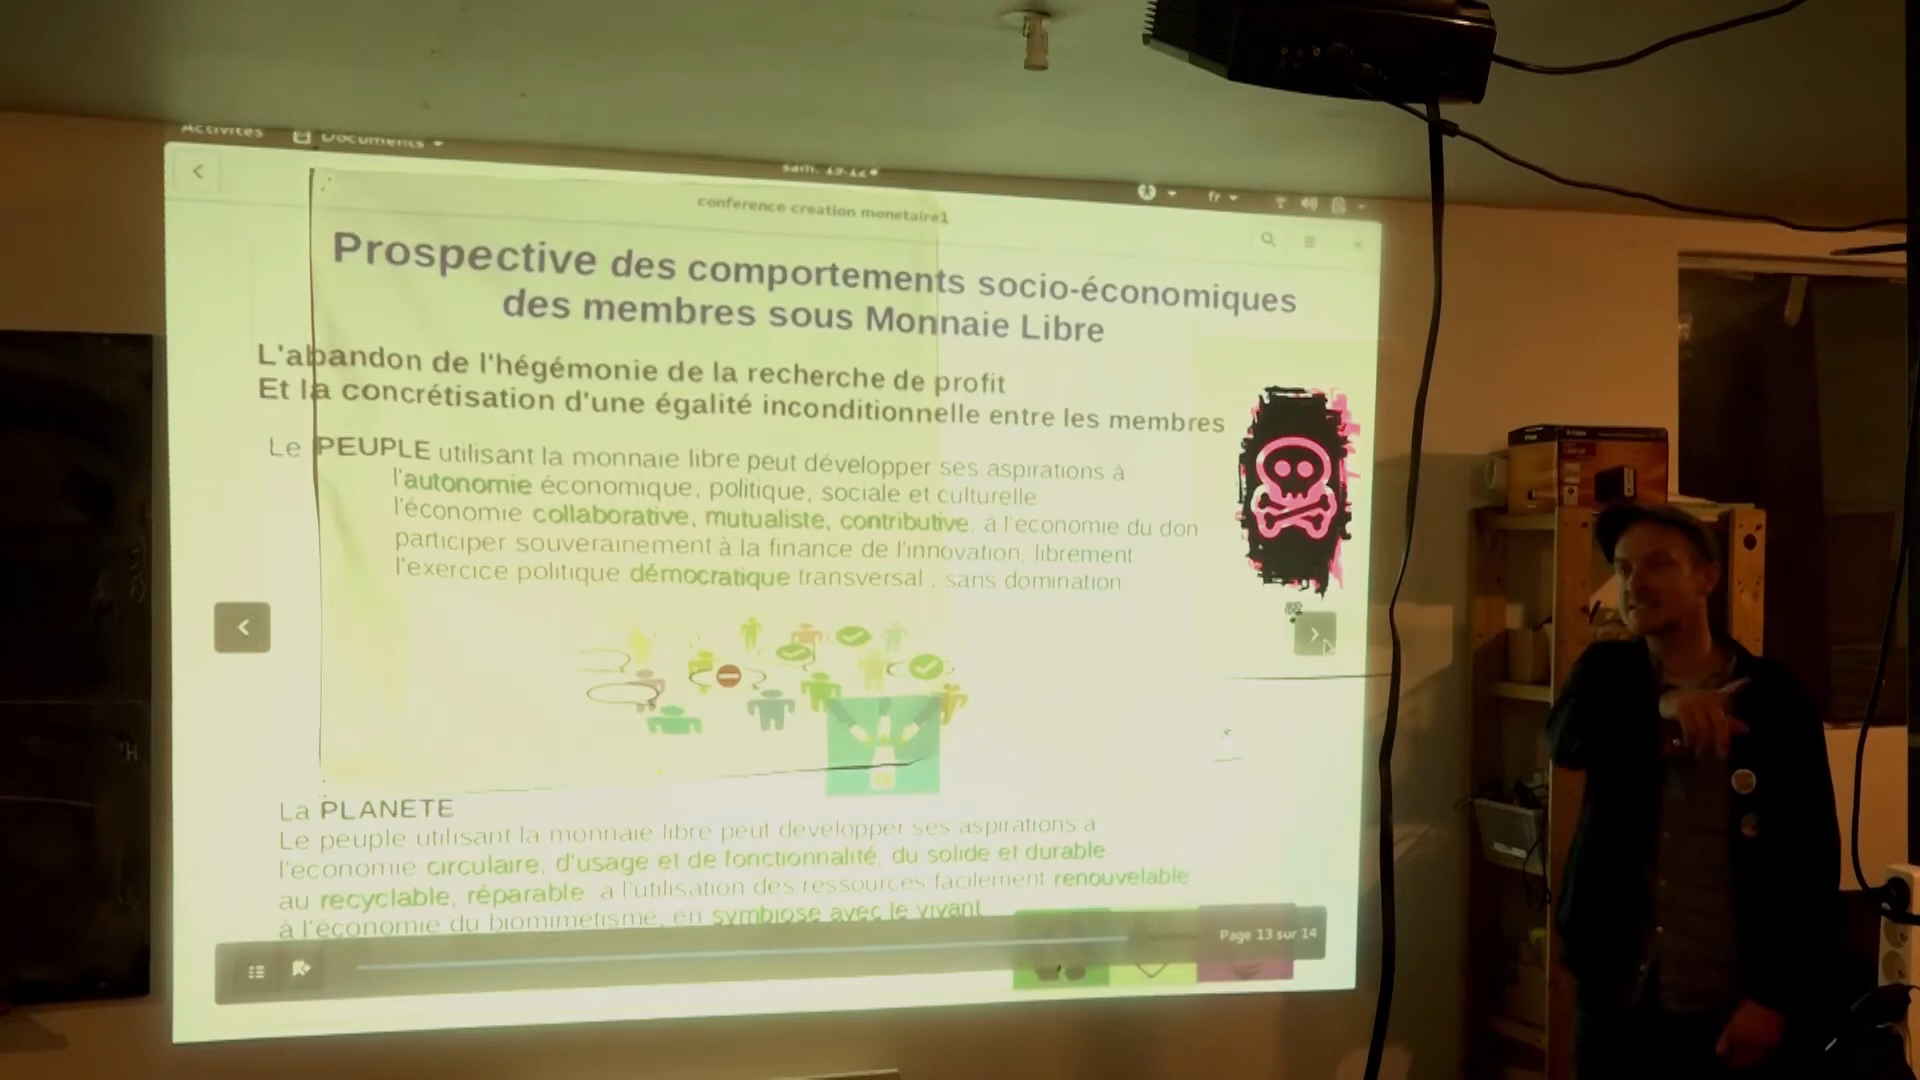 Activités
Documents
sam. 19:12
fr
conference creation monetaire1
Prospective des comportements socio-économiques
des membres sous Monnaie Libre
L'abandon de l'hégémonie de la recherche de profit
Et la concrétisation d'une égalité inconditionnelle entre les membres
Le PEUPLE utilisant la monnaie libre peut développer ses aspirations à
l'autonomie économique, politique, sociale et culturelle
l'économie collaborative, mutualiste, contributive, à l'économie du don
participer souverainement à la finance de l'innovation, librement
l'exercice politique démocratique transversal , sans domination
La PLANETE
Le peuple utilisant la monnaie libre peut developper ses aspirations a
l'économie circulaire, d'usage et de fonctionnalité, du solide et durable
au recyclable, réparable, à l'utilisation des ressources facilement renouvelable
à l'économie du biomimetisme, en symbiose avec le vivant
Page 13 sur 14